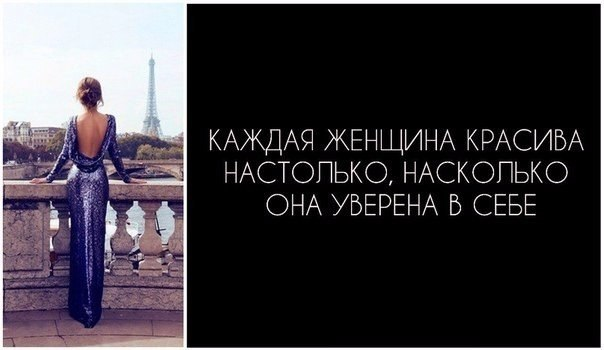 КАЖДАЯ ЖЕНЩИНА КРАСИВА
НАСТОЛЬКО, НАСКОЛЬКО
ОНА УВЕРЕНА В СЕБЕ